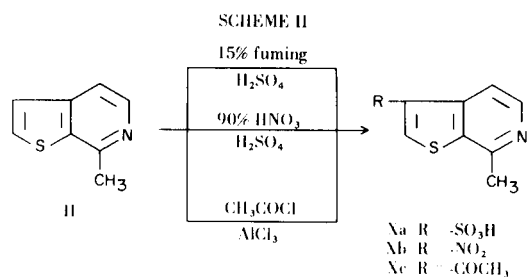 SCHEME II
15% fuming
H₂SO₄
90% HNO₃
H₂SO₄
CH₃COCl
AlCl₃
S
N
CH₃
II
R
S
N
CH₃
Xa R -SO₃H
Xb R - -NO₂
Xc R = -COCH₃